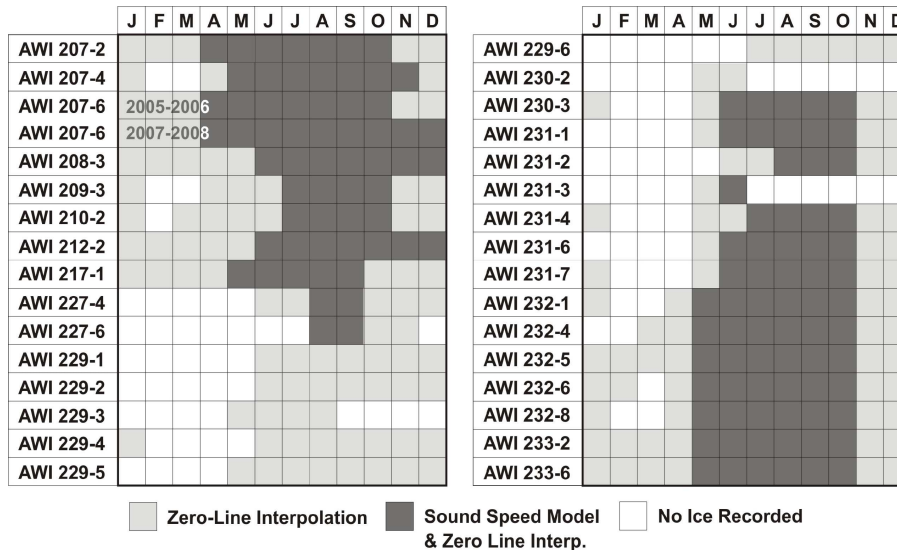 J F M A M J J A S O N D
AWI 207-2
AWI 207-4
AWI 207-6 2005-2006
AWI 207-6 2007-2008
AWI 208-3
AWI 209-3
AWI 210-2
AWI 212-2
AWI 217-1
AWI 227-4
AWI 227-6
AWI 229-1
AWI 229-2
AWI 229-3
AWI 229-4
AWI 229-5
J F M A M J J A S O N D
AWI 229-6
AWI 230-2
AWI 230-3
AWI 231-1
AWI 231-2
AWI 231-3
AWI 231-4
AWI 231-6
AWI 231-7
AWI 232-1
AWI 232-4
AWI 232-5
AWI 232-6
AWI 232-8
AWI 233-2
AWI 233-6
Zero-Line Interpolation
Sound Speed Model
& Zero Line Interp.
No Ice Recorded